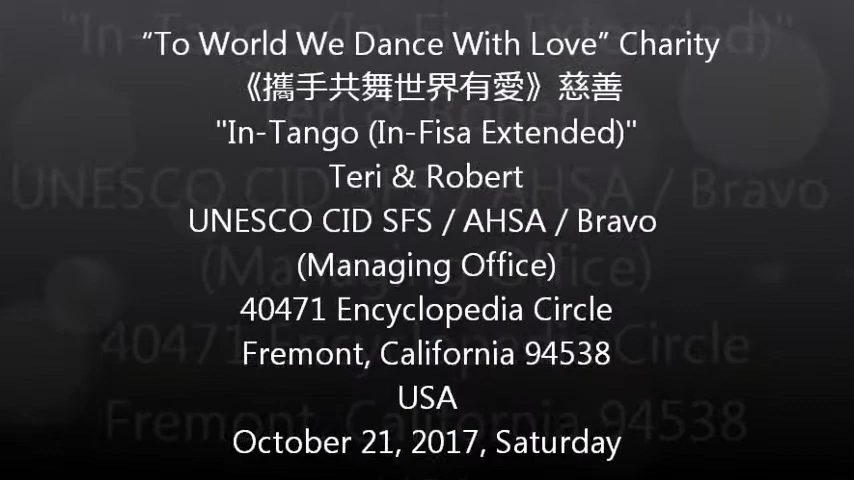 “To World We Dance With Love” Charity
《攜手共舞世界有愛》慈善
"In-Tango (In-Fisa Extended)"
Teri & Robert
UNESCO CID SFS / AHSA / Bravo
(Managing Office)
40471 Encyclopedia Circle
Fremont, California 94538
USA
October 21, 2017, Saturday